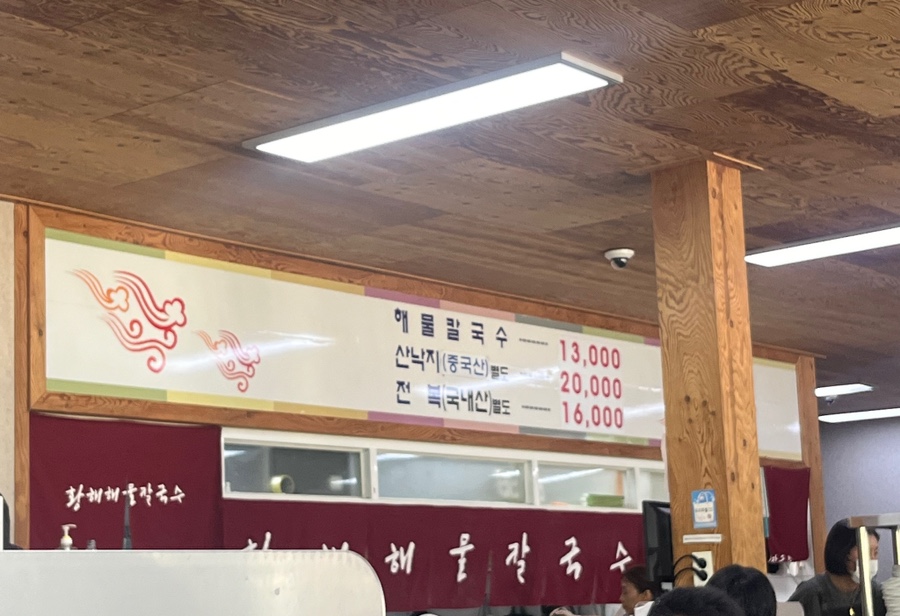 해물칼국수 13,000
산낙지(중국산)별도 20,000
전 복(국내산)별도 16,000
황해해물칼국수
해물칼국수